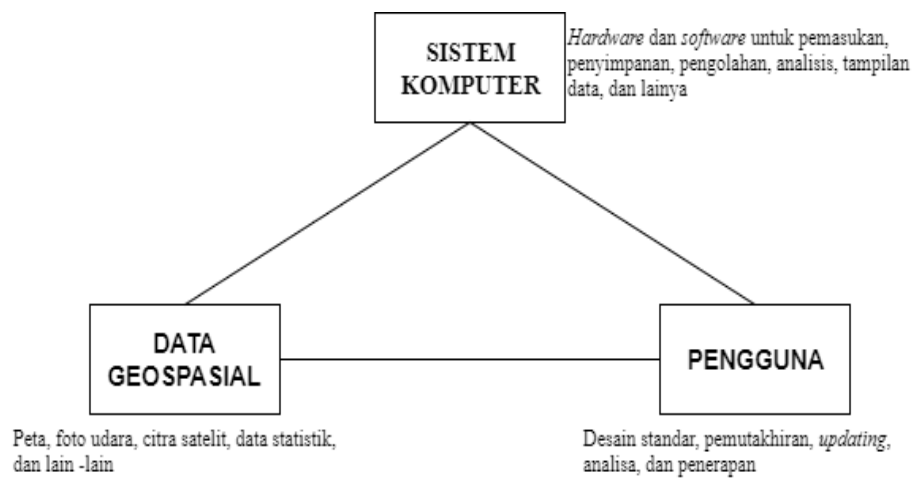 SISTEM
KOMPUTER
Hardware dan software untuk pemasukan,
penyimpanan, pengolahan, analisis, tampilan
data, dan lainya
DATA
GEOSPASIAL
PENGGUNA
Peta, foto udara, citra satelit, data statistik,
dan lain -lain
Desain standar, pemutakhiran, updating,
analisa, dan penerapan